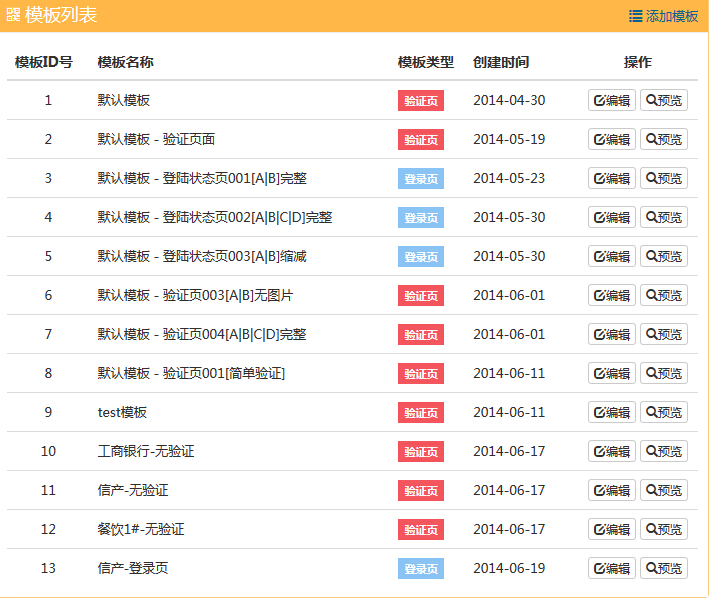 模板列表 添加模板
模板ID号 模板名称 模板类型 创建时间 操作
1 默认模板 验证页 2014-04-30 编辑 预览
2 默认模板 - 验证页面 验证页 2014-05-19 编辑 预览
3 默认模板 - 登陆状态页001[A|B]完整 登录页 2014-05-23 编辑 预览
4 默认模板 - 登陆状态页002[A|B|C|D]完整 登录页 2014-05-30 编辑 预览
5 默认模板 - 登陆状态页003[A|B]缩减 登录页 2014-05-30 编辑 预览
6 默认模板 - 验证页003[A|B]无图片 验证页 2014-06-01 编辑 预览
7 默认模板 - 验证页004[A|B|C|D]完整 验证页 2014-06-01 编辑 预览
8 默认模板 - 验证页001[简单验证] 验证页 2014-06-11 编辑 预览
9 test模板 验证页 2014-06-11 编辑 预览
10 工商银行-无验证 验证页 2014-06-17 编辑 预览
11 信产-无验证 验证页 2014-06-17 编辑 预览
12 餐饮1#-无验证 验证页 2014-06-17 编辑 预览
13 信产-登录页 登录页 2014-06-19 编辑 预览